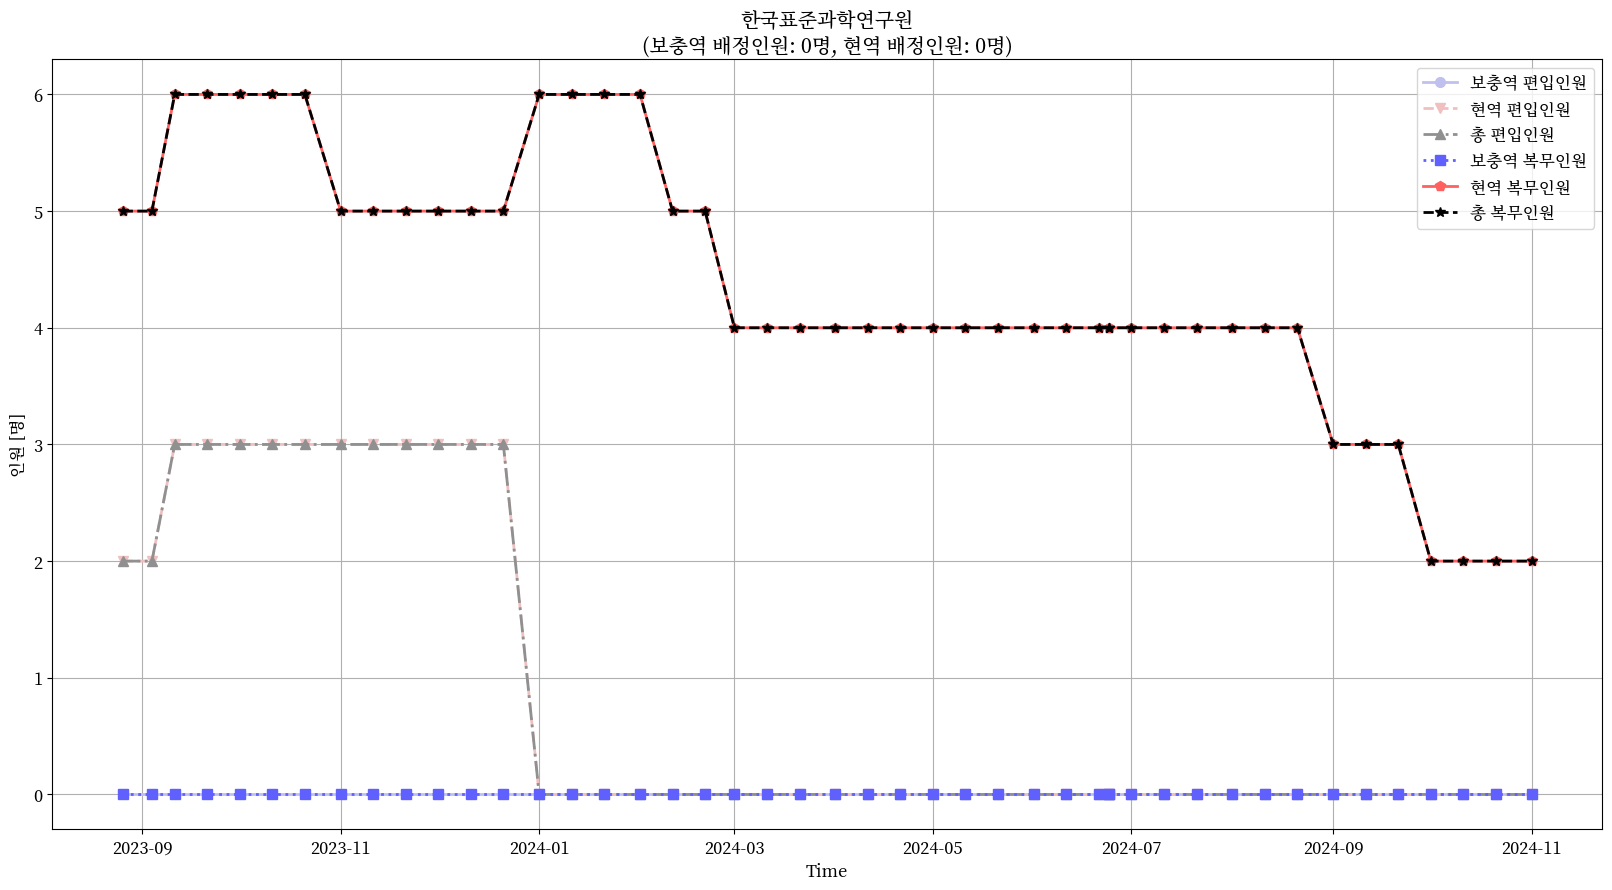 한국표준과학연구원
(보충역 배정인원: 0명, 현역 배정인원: 0명)
보충역 편입인원
현역 편입인원
총 편입인원
보충역 복무인원
현역 복무인원
총 복무인원
인원 [명]
6
5
4
3
2
1
0
2023-09
2023-11
2024-01
2024-03
2024-05
2024-07
2024-09
2024-11
Time